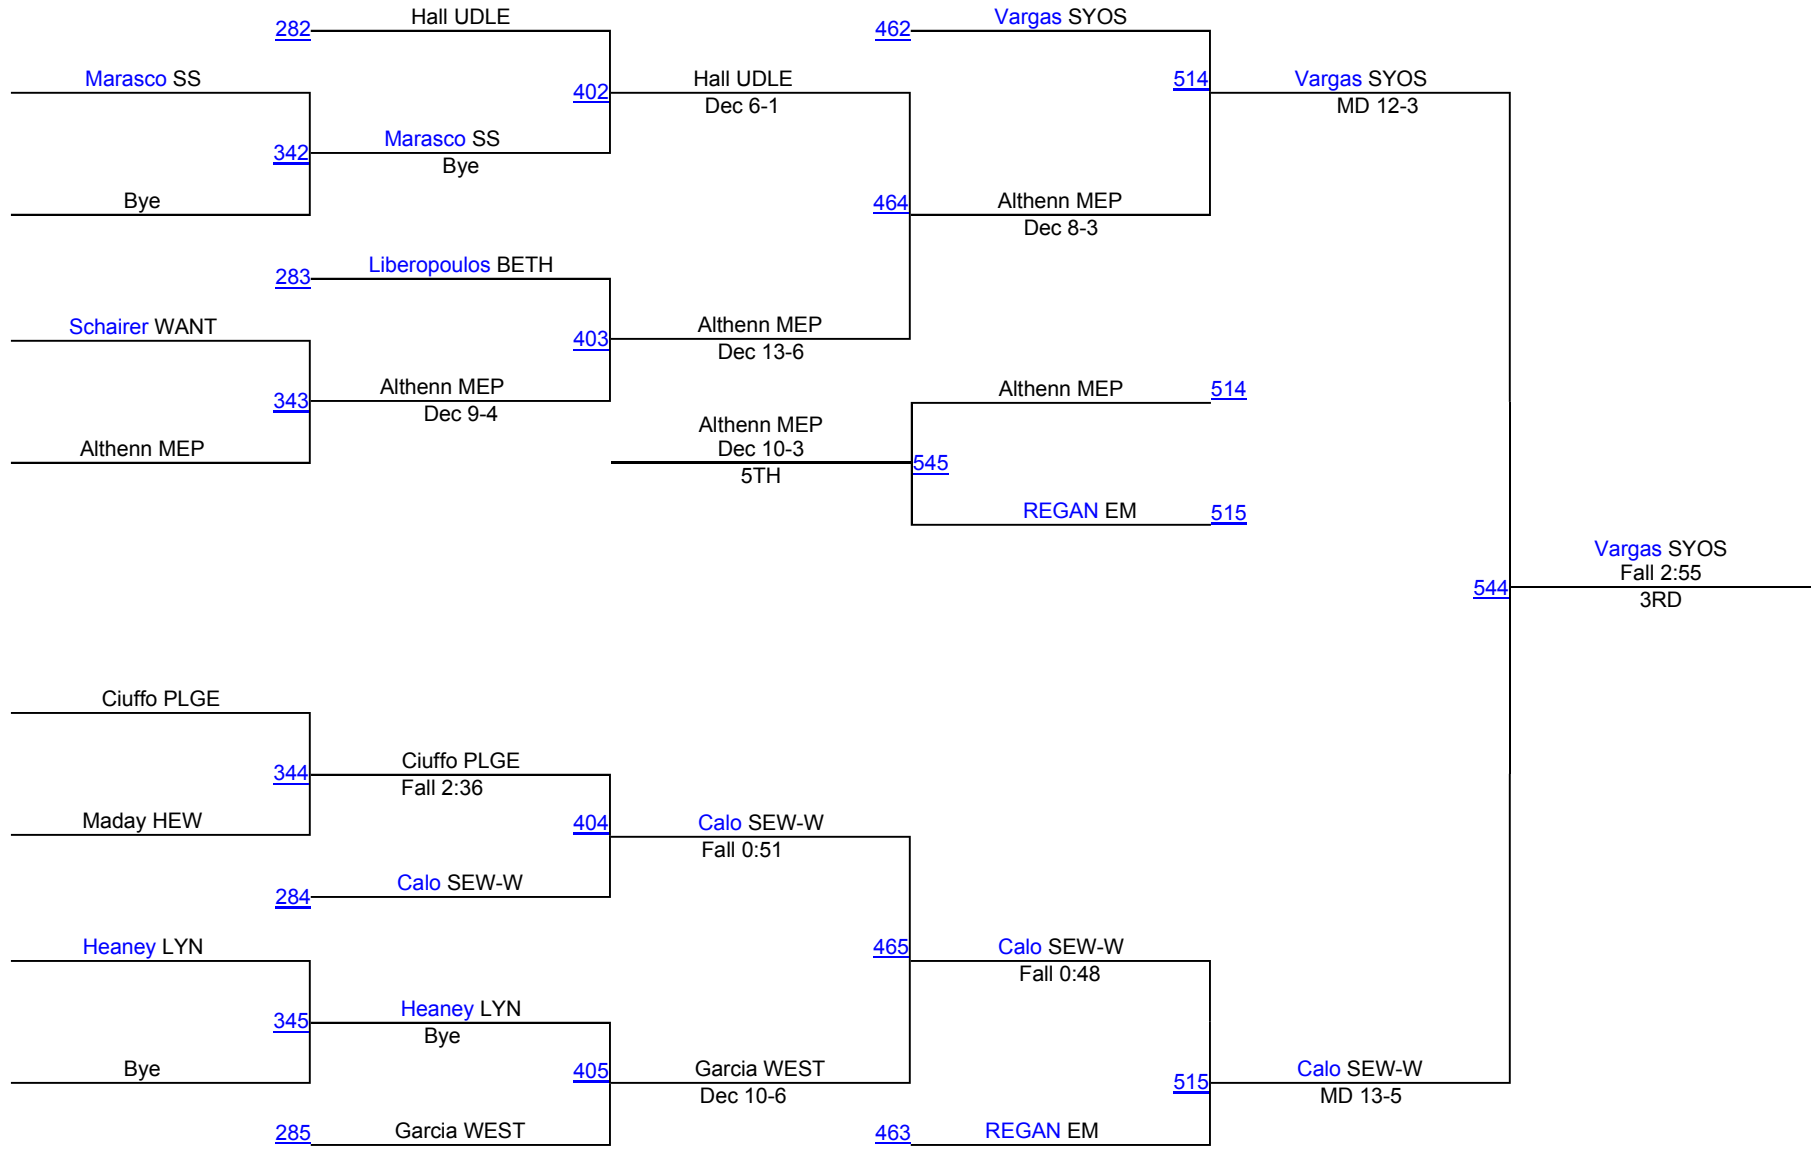 Hall UDLE
Vargas SYOS
282
462
Marasco SS
Hall UDLE
514
Vargas SYOS
402
Dec 6-1
MD 12-3
Marasco SS
342
Bye
Bye
464
Althenn MEP
Dec 8-3
Liberopoulos BETH
283
Schairer WANT
Althenn MEP
403
Dec 13-6
Althenn MEP
Althenn MEP
514
343
Dec 9-4
Althenn MEP
Althenn MEP
Dec 10-3
545
5TH
REGAN EM
515
Vargas SYOS
Fall 2:55
544
3RD
Ciuffo PLGE
Ciuffo PLGE
344
Fall 2:36
Maday HEW
404
Calo SEW-W
Fall 0:51
Calo SEW-W
284
Heaney LYN
465
Calo SEW-W
Fall 0:48
Heaney LYN
345
Bye
Bye
405
Garcia WEST
515
Calo SEW-W
Dec 10-6
MD 13-5
285
Garcia WEST
463
REGAN EM